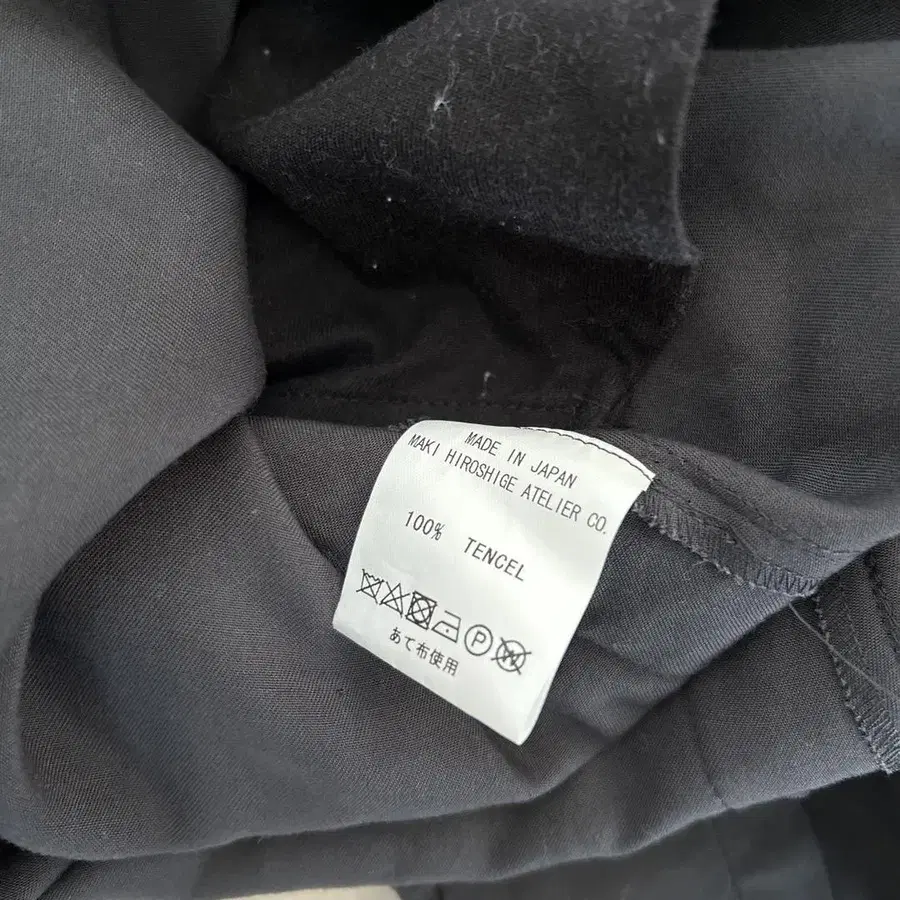 MADE IN JAPAN
MAKI HIROSHIGE ATELIER CO.
100% TENCEL
P W
あて布使用